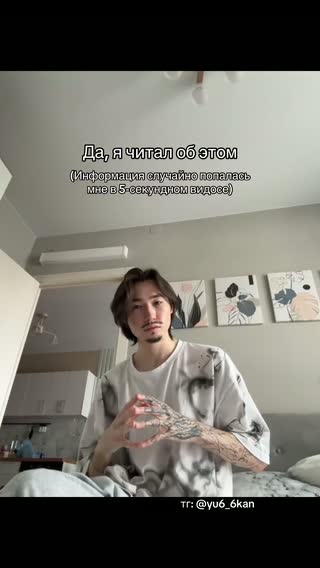 Да, я читал об этом
(Информация случайно попалась
мне в 5-секундном видосе)
тг: @yu6_6kan